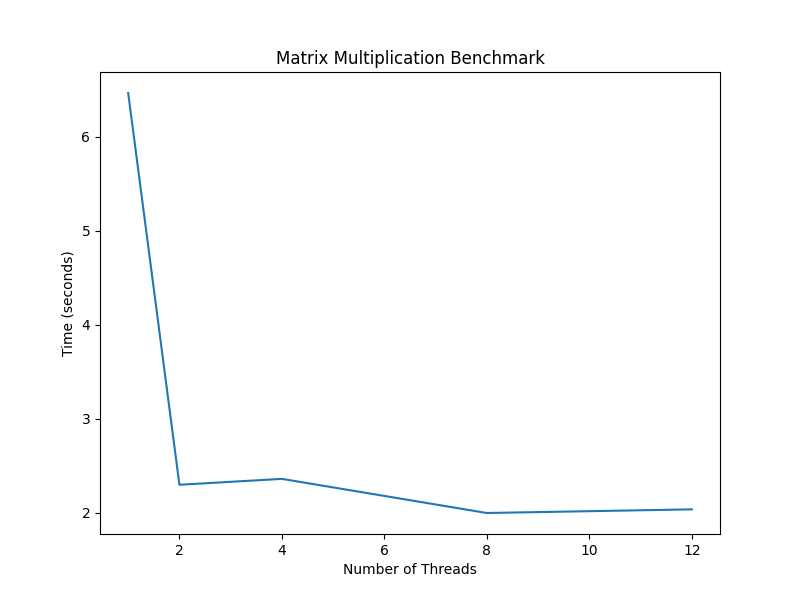 Matrix Multiplication Benchmark
6
5
4
3
2
Time (seconds)
2 4 6 8 10 12
Number of Threads